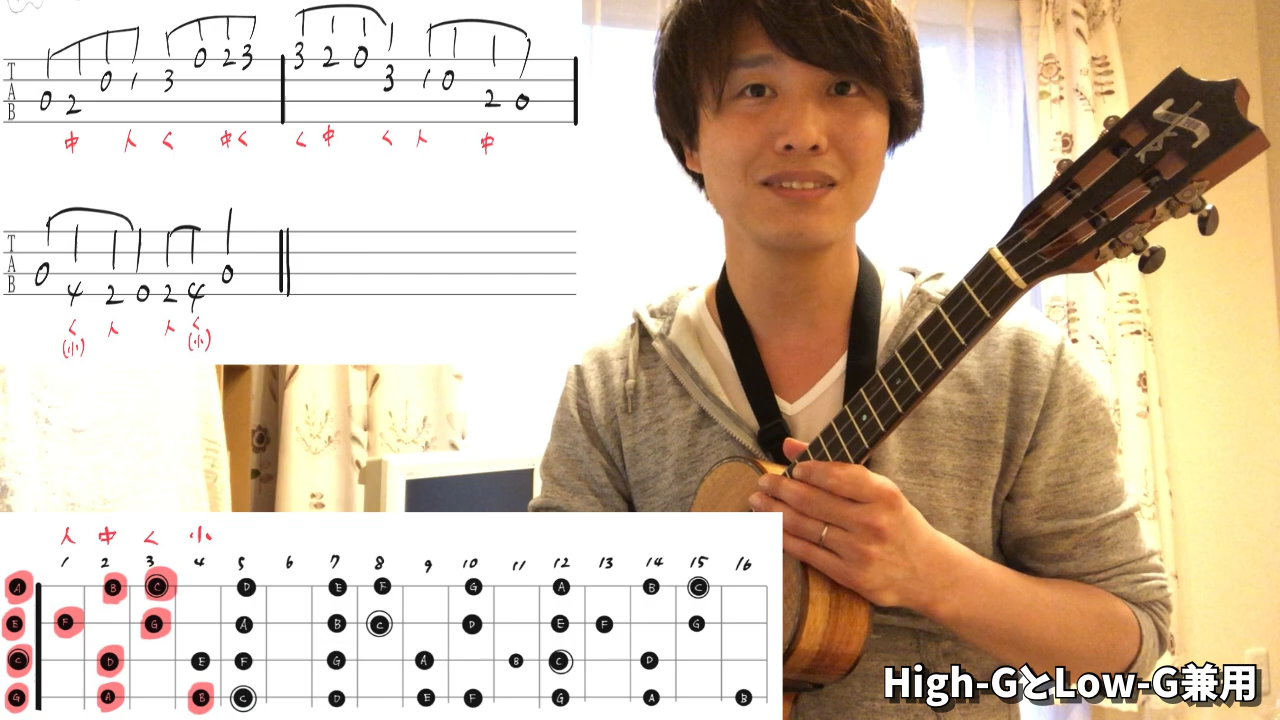 T
A
B
0 2 0 1 3 0 2 3 3 2 0 3 1 0 2 0
中 人 く 中 く く 中 く 人 中
T
A
B
0 4 2 0 2 4 0
く 人 人 く
(小) (小)
人 中 く 小
1 2 3 4 5 6 7 8 9 10 11 12 13 14 15 16
A B C D E F G A B C
E F G A B C D E F G
C D E F G A B C D
G A B C D E F G A B
High-GとLow-G兼用